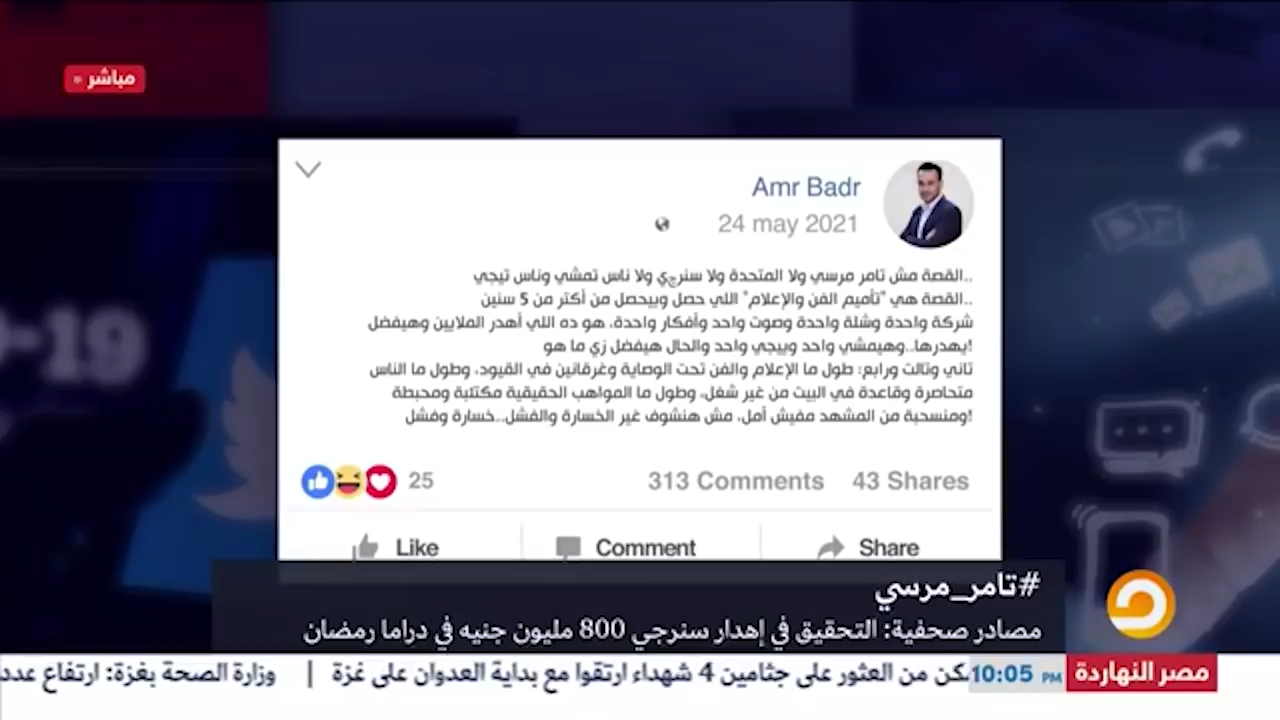 مباشر
Amr Badr
24 may 2021
..القصة مش تامر مرسي ولا المتحدة ولا سنرچي ولا ناس تمشي وناس تيجي
..القصة هي "تأميم الفن والإعلام" اللي حصل وبيحصل من أكتر من 5 سنين
شركة واحدة وشلة واحدة وصوت واحد وأفكار واحدة، هو ده اللي أهدر الملايين وهيفضل
!يهدرها..وهيمشي واحد وييجي واحد والحال هيفضل زي ما هو
ثاني وتالت ورابع: طول ما الإعلام والفن تحت الوصاية وغرقانين في القيود، وطول ما الناس
متحاصرة وقاعدة في البيت من غير شغل، وطول ما المواهب الحقيقية مكتئبة ومحبطة
!ومنسحبة من المشهد مفيش أمل، مش هنشوف غير الخسارة والفشل..خسارة وفشل
25 313 Comments 43 Shares
Like Comment Share
-19
#تامر_مرسي
مصادر صحفية: التحقيق في إهدار سنرجي 800 مليون جنيه في دراما رمضان
مصر النهاردة 10:05 PM كن من العثور على جثامين 4 شهداء ارتقوا مع بداية العدوان على غزة | وزارة الصحة بغزة: ارتفاع عدد